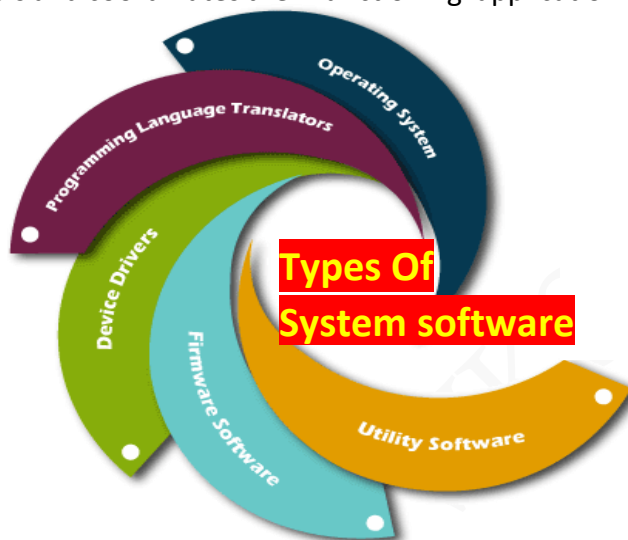 Operating System
Programming Language Translators
Device Drivers
Firmware Software
Utility Software
Types Of
System software